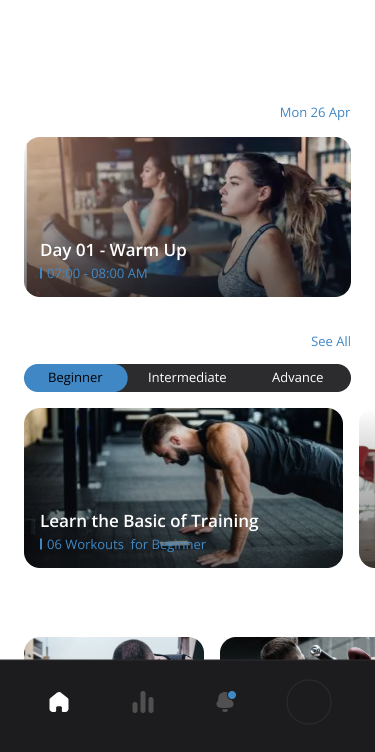 Mon 26 Apr
Day 01 - Warm Up
07:00 - 08:00 AM
See All
Beginner Intermediate Advance
Learn the Basic of Training
06 Workouts for Beginner